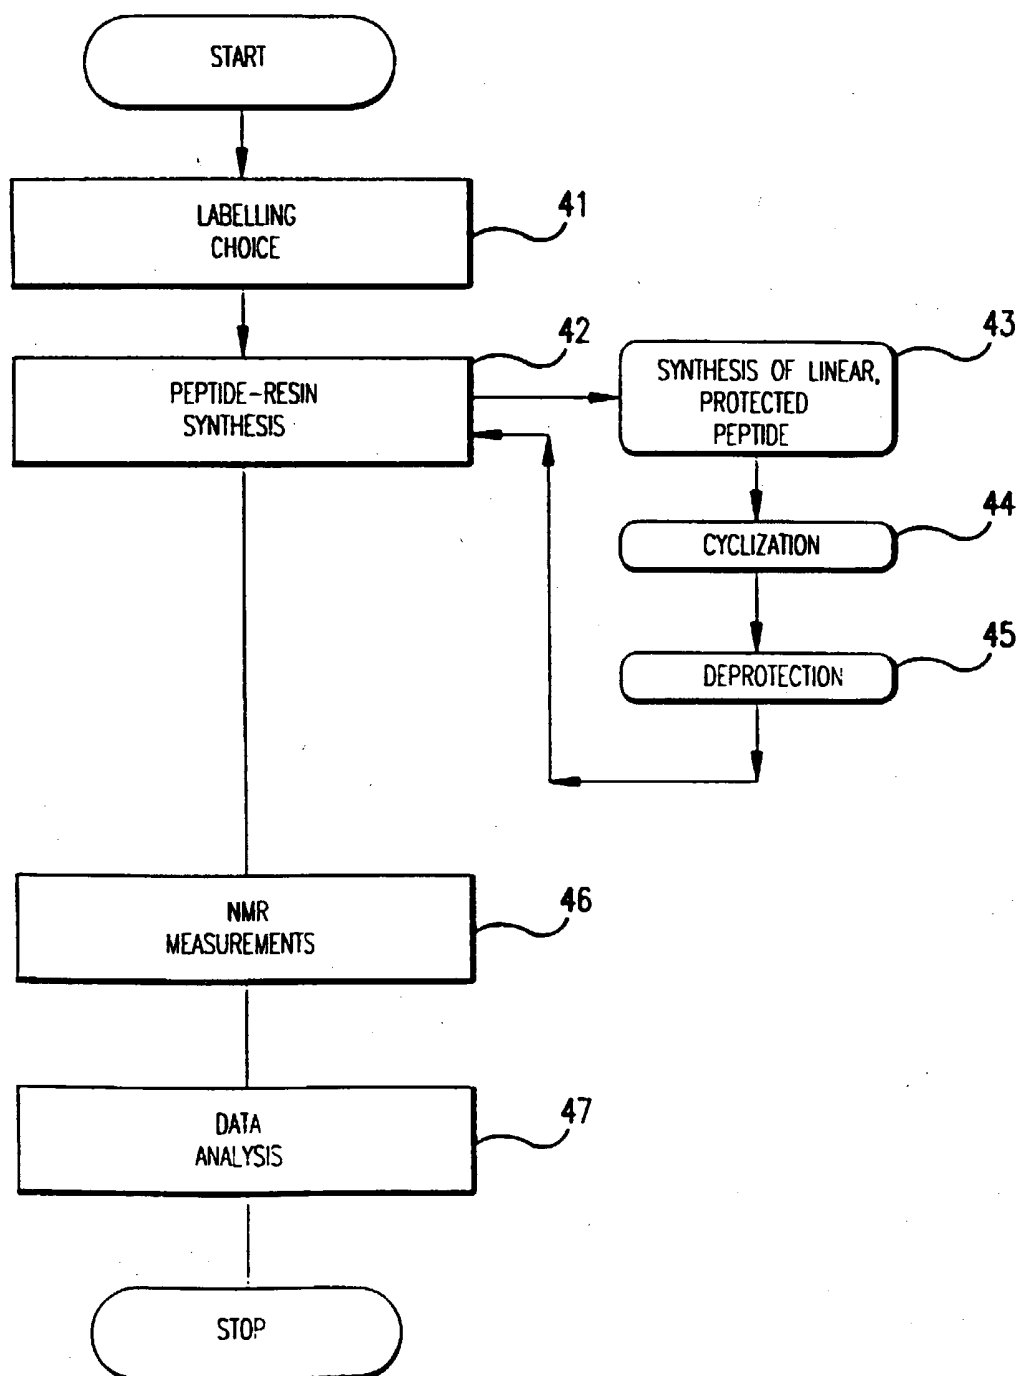 START
LABELLING
CHOICE
41
PEPTIDE-RESIN
SYNTHESIS
42
SYNTHESIS OF LINEAR,
PROTECTED
PEPTIDE
43
CYCLIZATION
44
DEPROTECTION
45
NMR
MEASUREMENTS
46
DATA
ANALYSIS
47
STOP